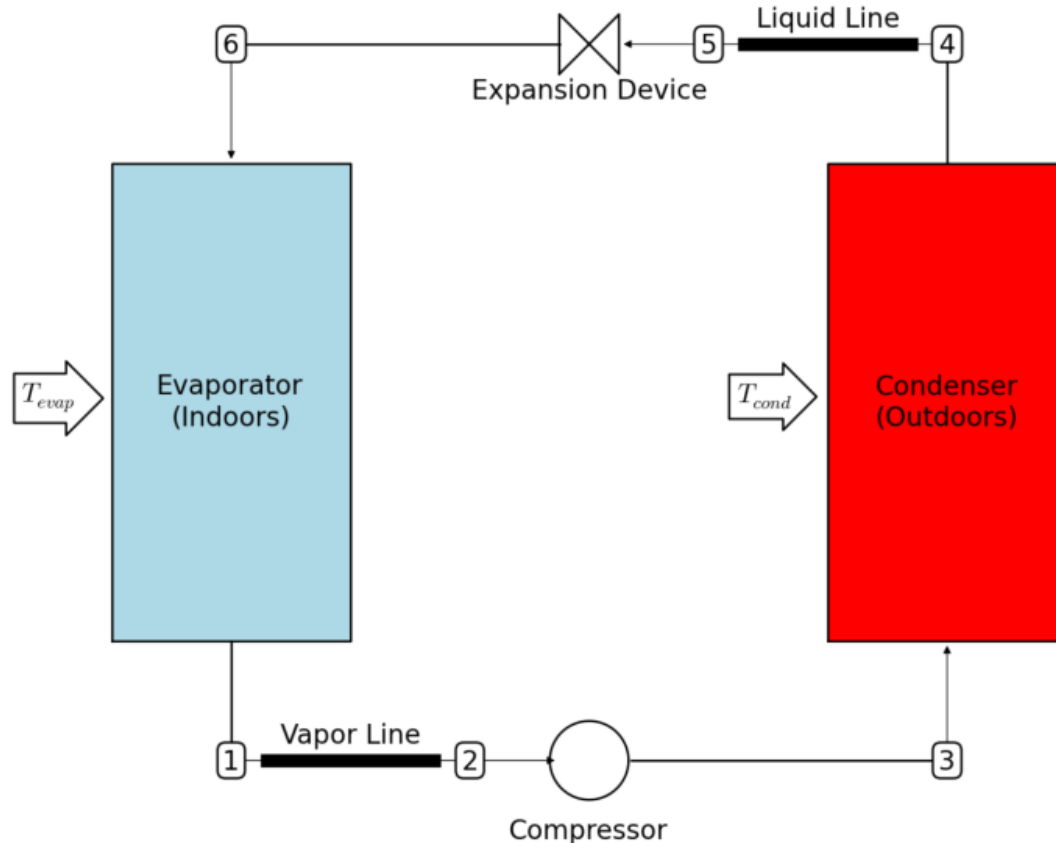 Liquid Line
6
5
4
Expansion Device
T_evap
Evaporator
(Indoors)
T_cond
Condenser
(Outdoors)
Vapor Line
1
2
3
Compressor